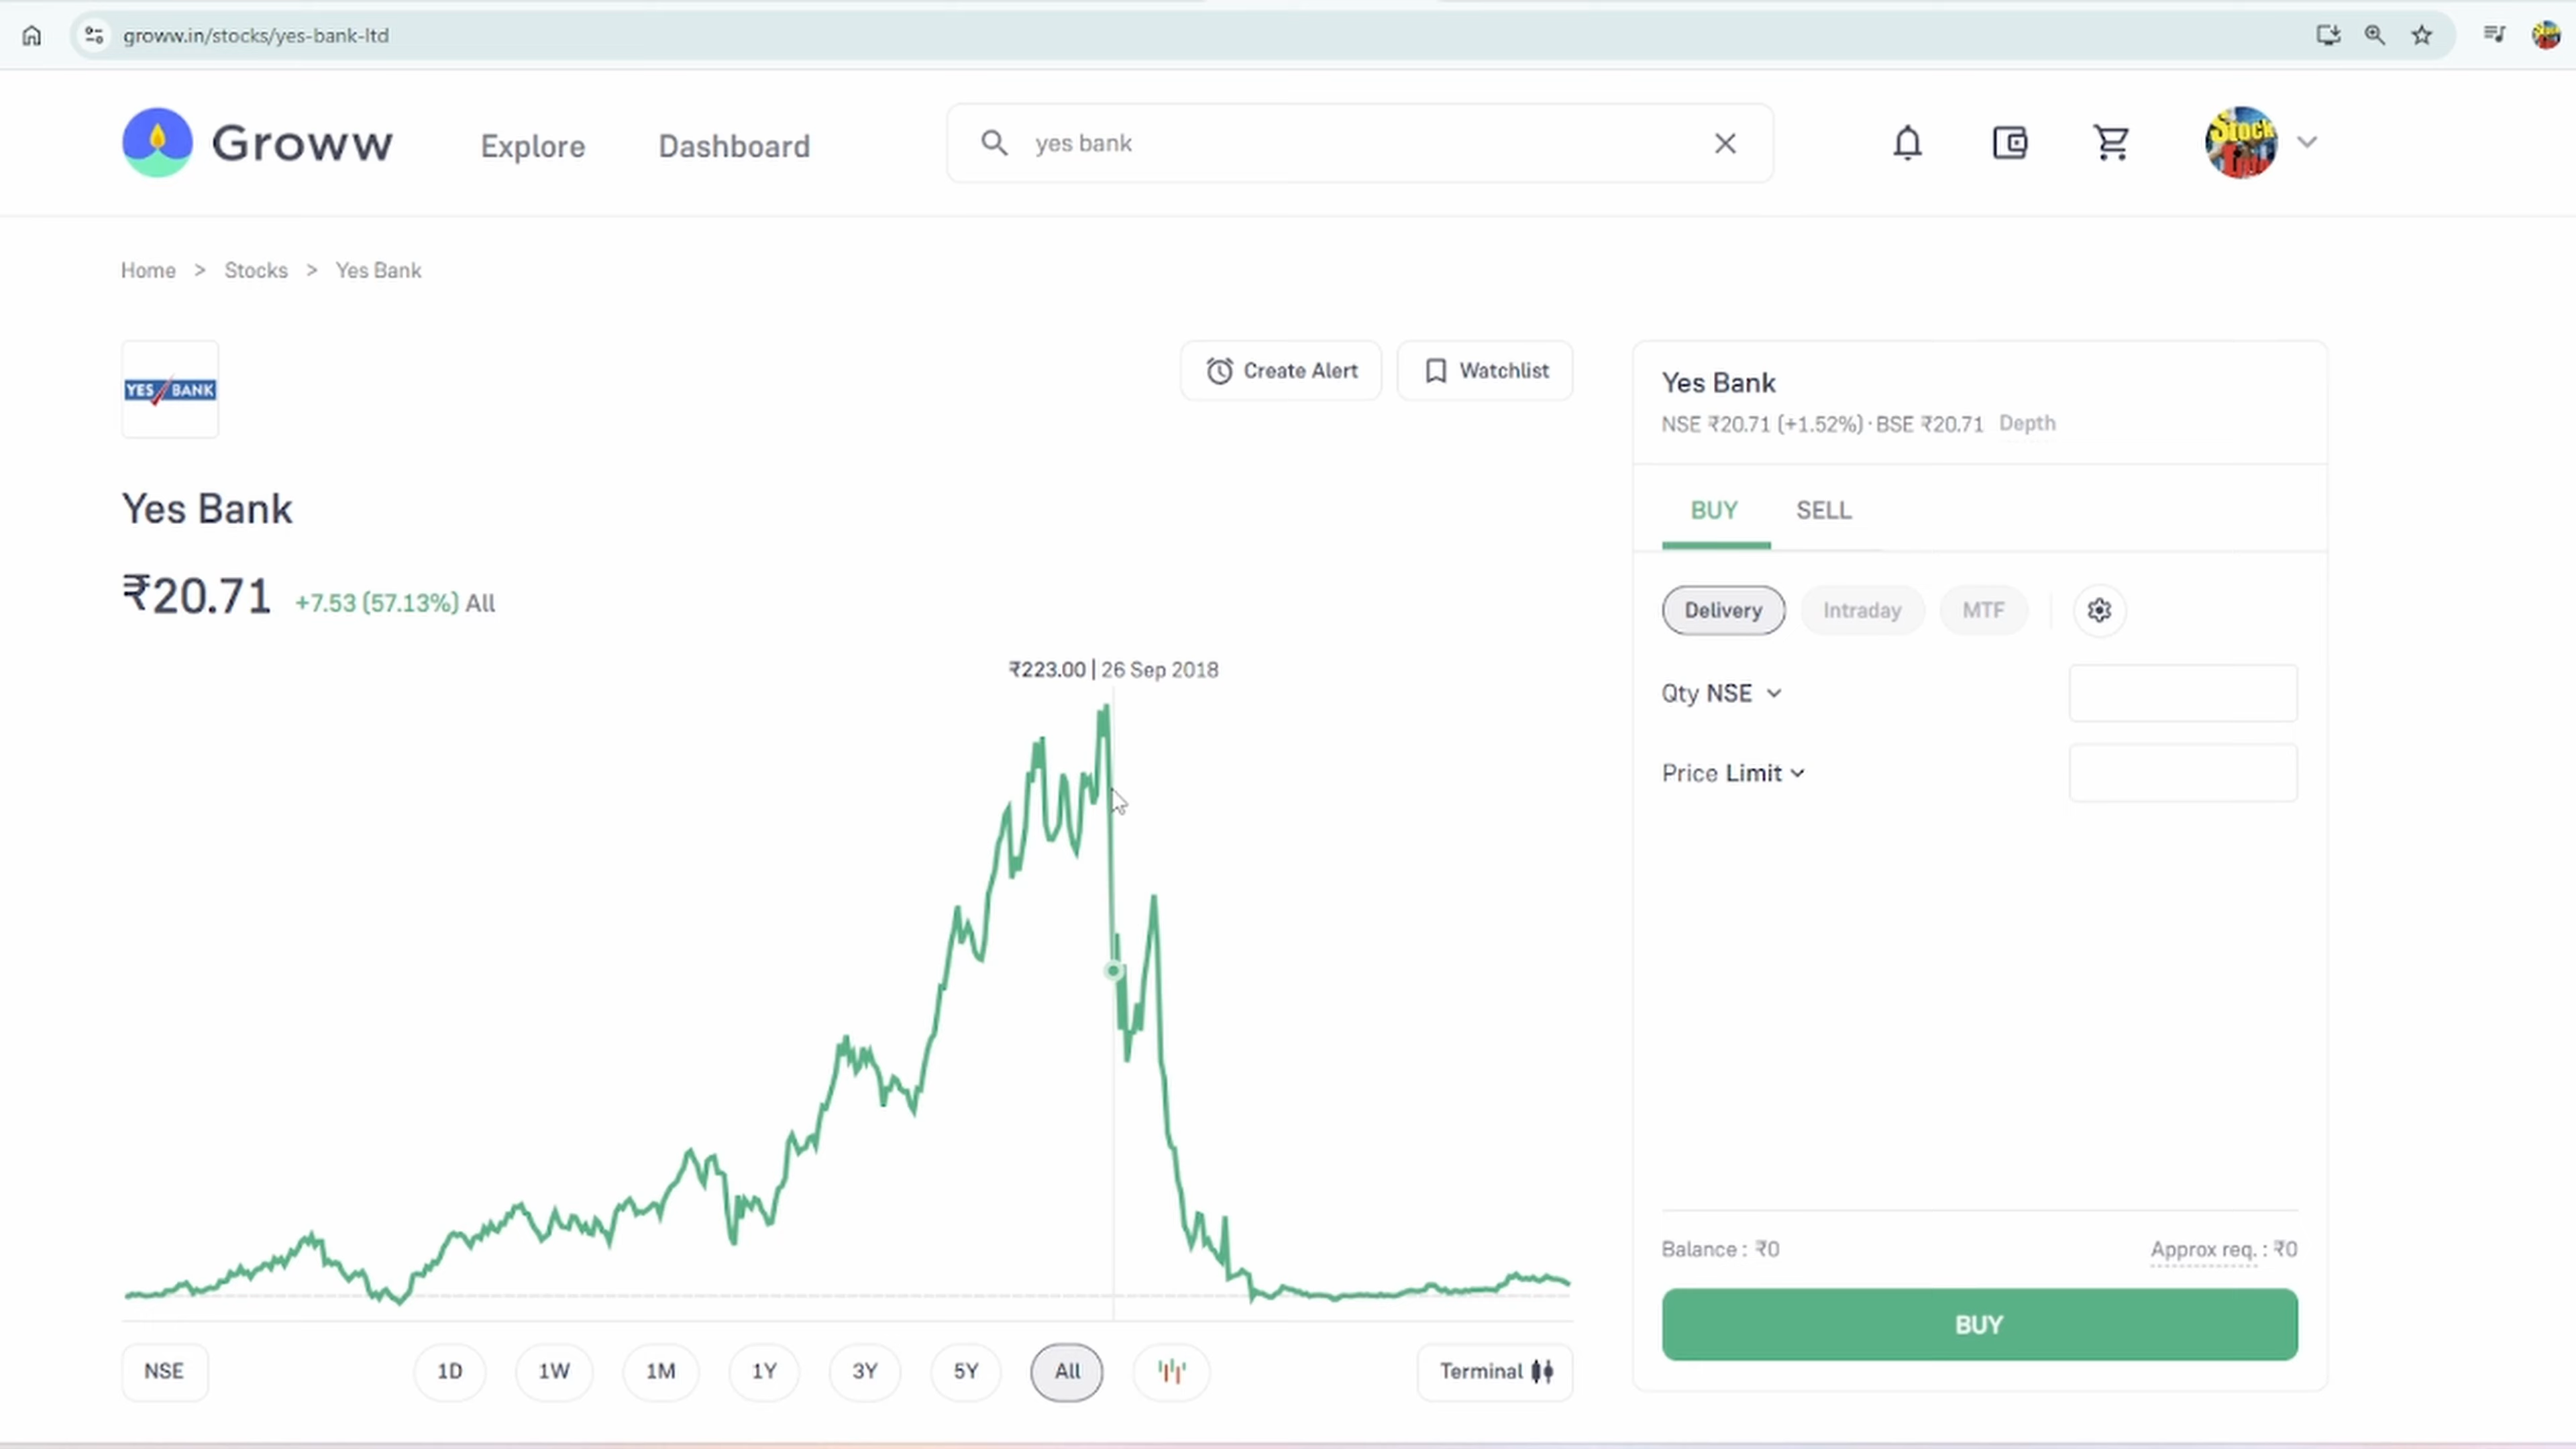 groww.in/stocks/yes-bank-ltd
Groww
Explore
Dashboard
yes bank
Stock
Home > Stocks > Yes Bank
YES BANK
Create Alert
Watchlist
Yes Bank
₹20.71 +7.53 (57.13%) All
₹223.00 | 26 Sep 2018
NSE
1D
1W
1M
1Y
3Y
5Y
All
Terminal
Yes Bank
NSE ₹20.71 (+1.52%) · BSE ₹20.71 Depth
BUY
SELL
Delivery
Intraday
MTF
Qty NSE
Price Limit
Balance : ₹0
Approx req. : ₹0
BUY